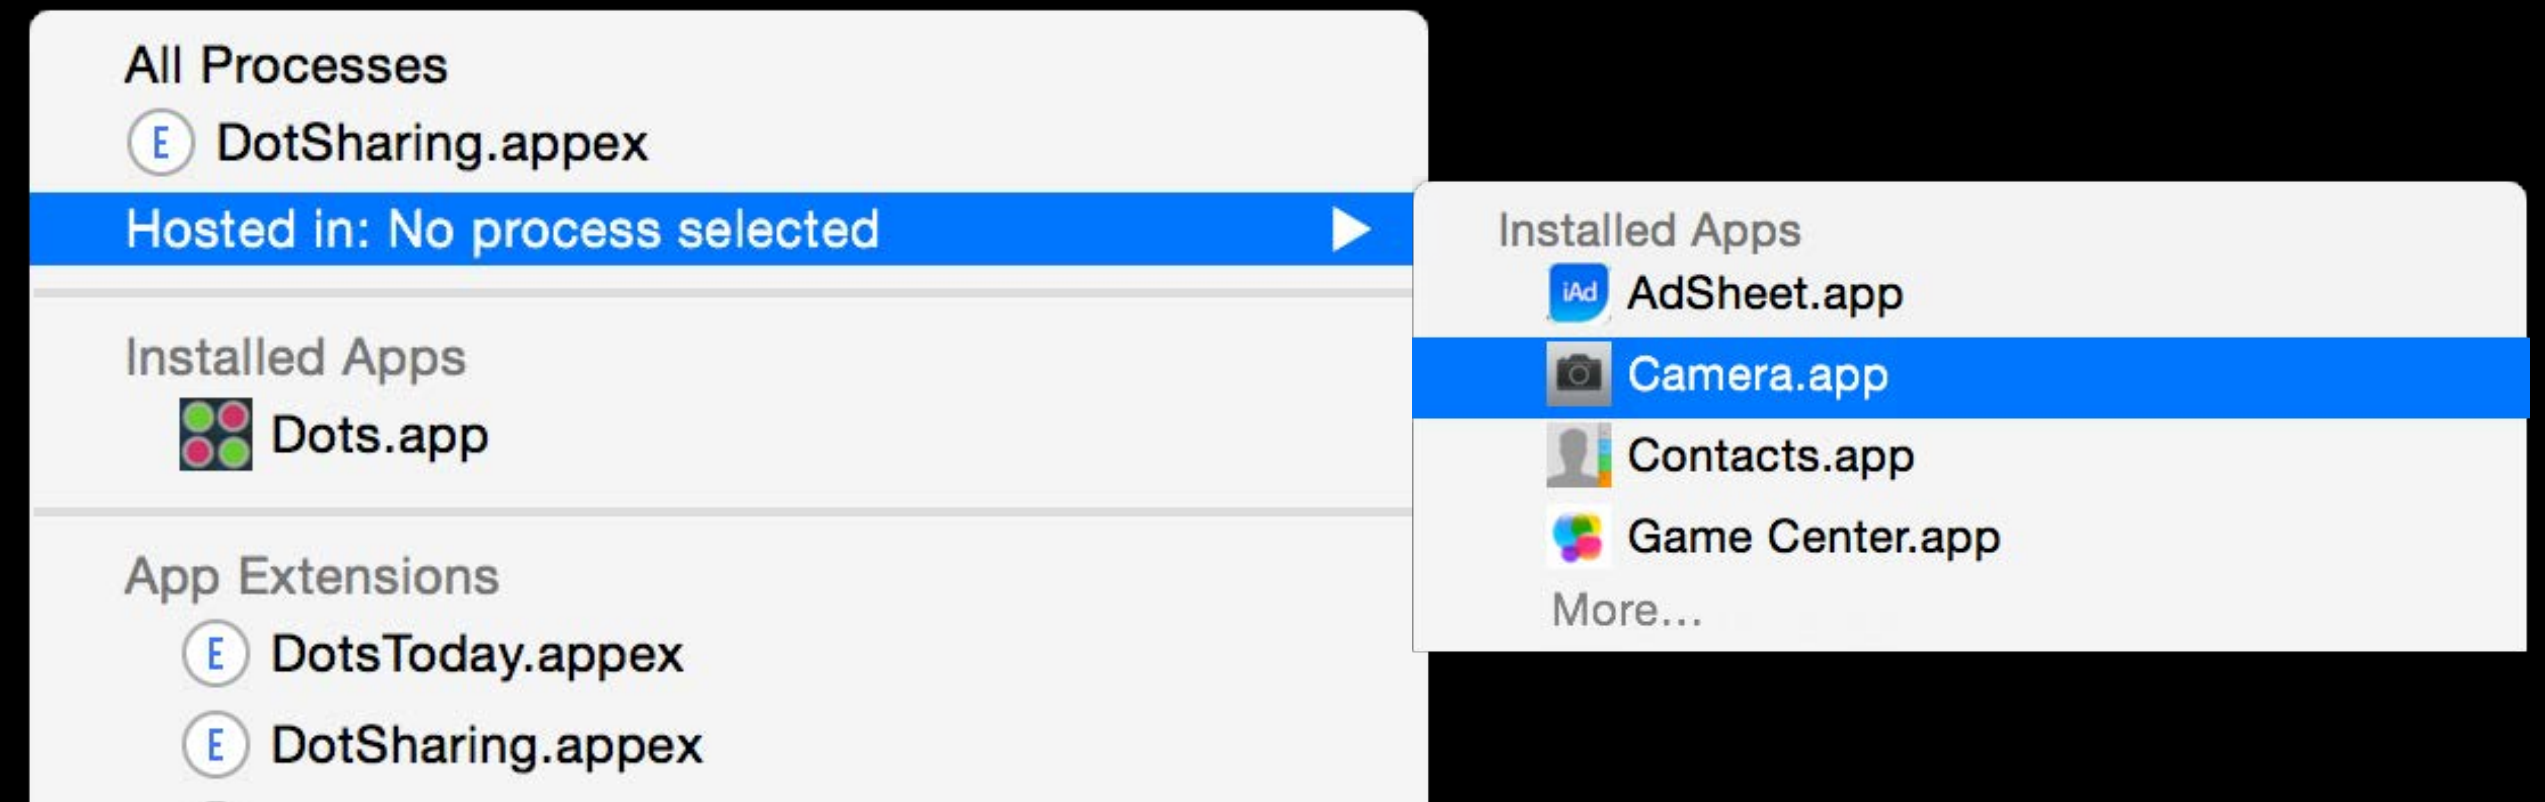 All Processes
E DotSharing.appex
Hosted in: No process selected
Installed Apps
Dots.app
App Extensions
E DotsToday.appex
E DotSharing.appex
Installed Apps
iAd AdSheet.app
Camera.app
Contacts.app
Game Center.app
More...